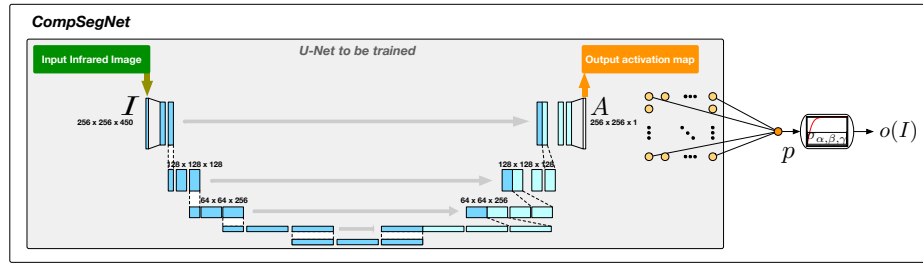 CompSegNet
U-Net to be trained
Input Infrared Image
Output activation map
I
A
256 x 256 x 450
256 x 256 x 1
p
α,β,γ
o(I)
128 x 128 x 128
128 x 128 x 128
64 x 64 x 256
64 x 64 x 256